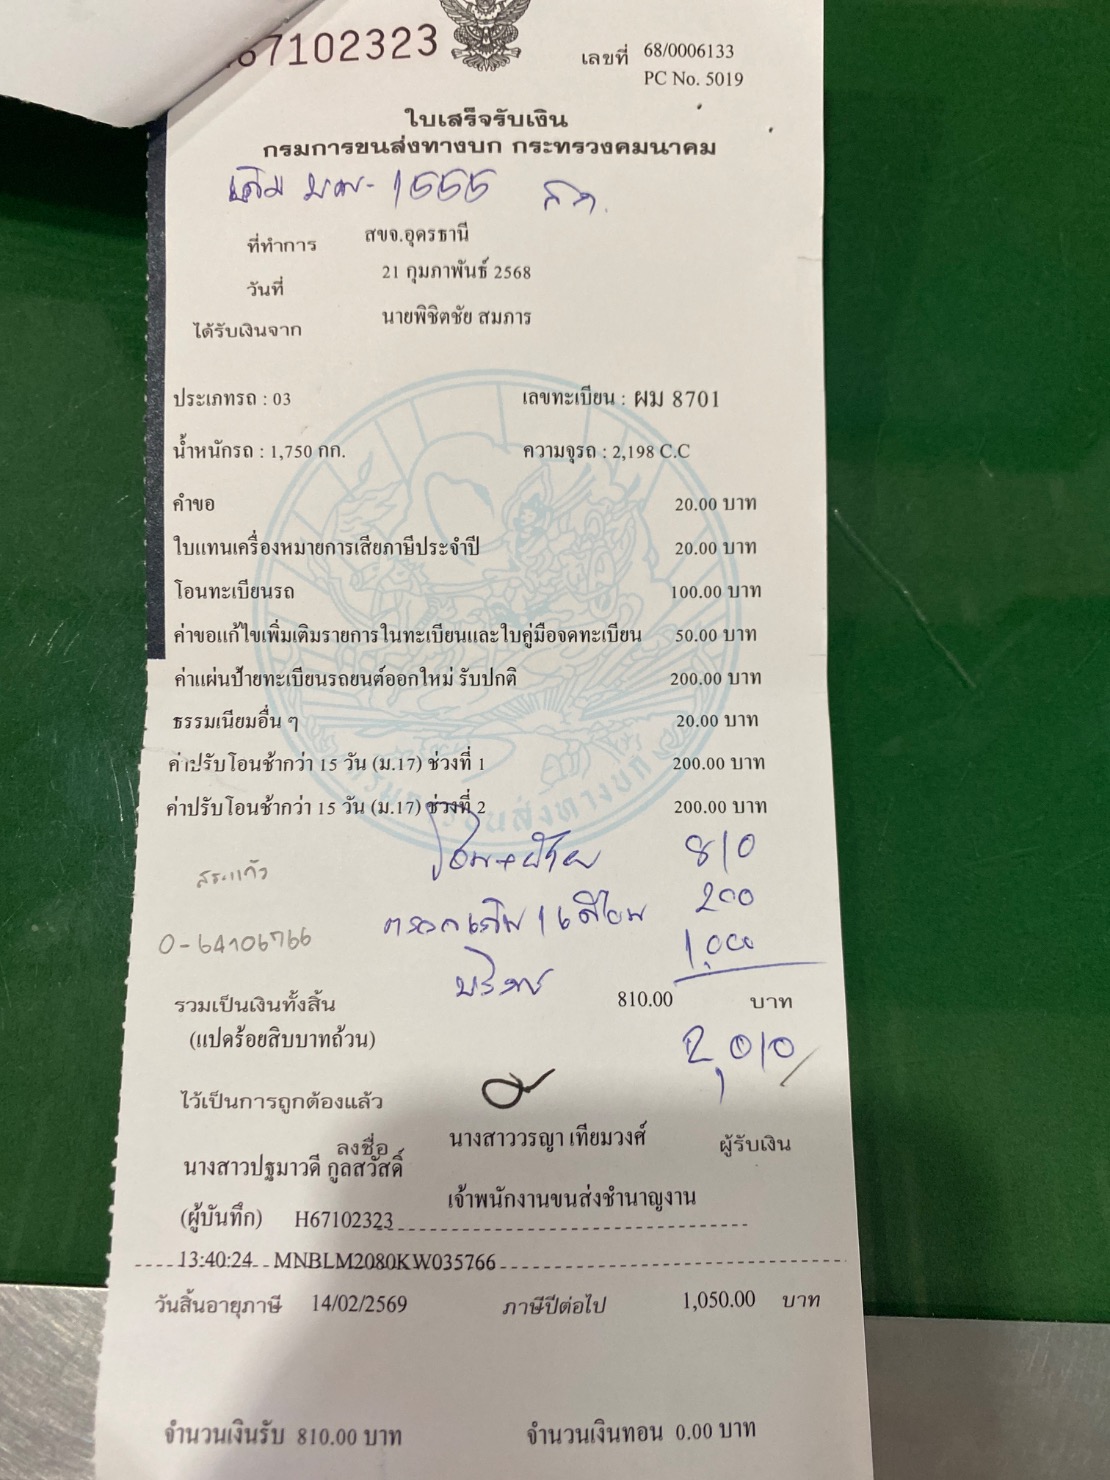 67102323
เลขที่ 68/0006133
PC No. 5019
ใบเสร็จรับเงิน
กรมการขนส่งทางบก กระทรวงคมนาคม
เดิม 1555 สก.
ที่ทำการ สขจ.อุดรธานี
วันที่ 21 กุมภาพันธ์ 2568
ได้รับเงินจาก นายพิชิตชัย สมภาร
ประเภทรถ : 03 เลขทะเบียน : ผม 8701
น้ำหนักรถ : 1,750 กก. ความจุรถ : 2,198 C.C
คำขอ 20.00 บาท
ใบแทนเครื่องหมายการเสียภาษีประจำปี 20.00 บาท
โอนทะเบียนรถ 100.00 บาท
ค่าขอแก้ไขเพิ่มเติมรายการในทะเบียนและใบคู่มือจดทะเบียน 50.00 บาท
ค่าแผ่นป้ายทะเบียนรถยนต์ออกใหม่ รับปกติ 200.00 บาท
ธรรมเนียมอื่น ๆ 20.00 บาท
ค่าปรับโอนช้ากว่า 15 วัน (ม.17) ช่วงที่ 1 200.00 บาท
ค่าปรับโอนช้ากว่า 15 วัน (ม.17) ช่วงที่ 2 200.00 บาท
โอน+ย้าย 810
สระแก้ว
200
0-64106766
บริการ 1,000
รวมเป็นเงินทั้งสิ้น 810.00 บาท
(แปดร้อยสิบบาทถ้วน) 2,010/
ไว้เป็นการถูกต้องแล้ว
ลงชื่อ นางสาววรญา เทียมวงศ์ ผู้รับเงิน
นางสาวปฐมาวดี กูลสวัสดิ์
เจ้าพนักงานขนส่งชำนาญงาน
(ผู้บันทึก) H67102323
13:40:24 MNBLM2080KW035766
วันสิ้นอายุภาษี 14/02/2569 ภาษีปีต่อไป 1,050.00 บาท
จำนวนเงินรับ 810.00 บาท จำนวนเงินทอน 0.00 บาท